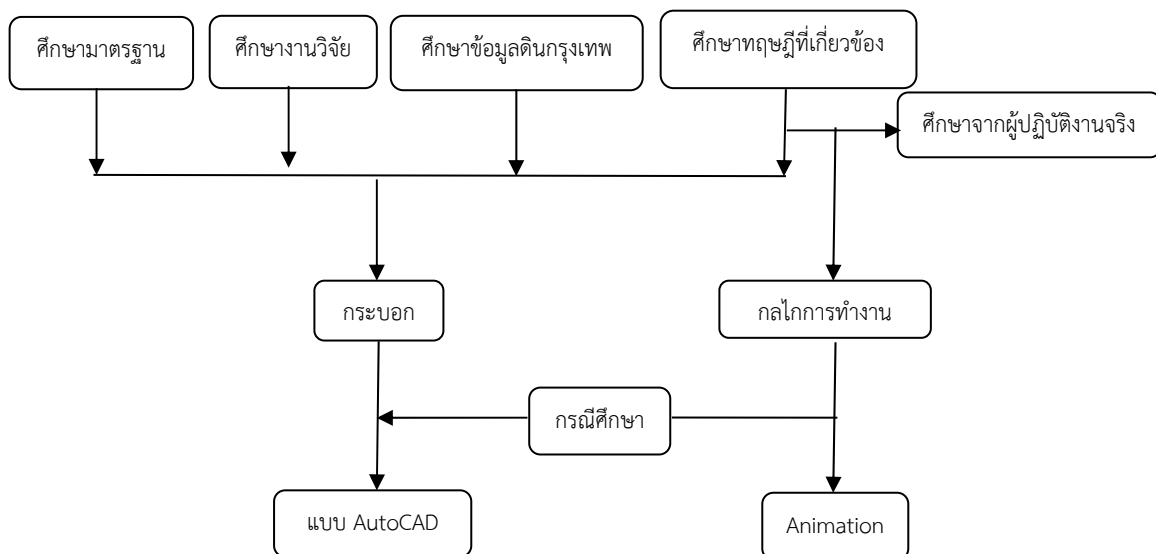 ศึกษามาตรฐาน
ศึกษางานวิจัย
ศึกษาข้อมูลดินกรุงเทพ
ศึกษาทฤษฎีที่เกี่ยวข้อง
ศึกษาจากผู้ปฏิบัติงานจริง
กระบอก
กลไกการทำงาน
กรณีศึกษา
แบบ AutoCAD
Animation